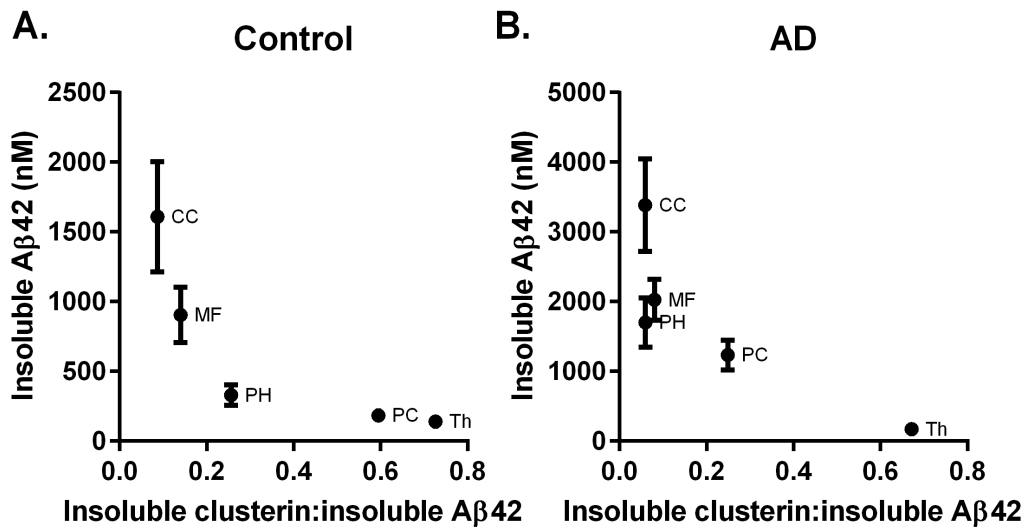 A.
Control
2500
2000
1500
1000
500
0
0.0 0.2 0.4 0.6 0.8
Insoluble Aβ42 (nM)
Insoluble clusterin:insoluble Aβ42
CC
MF
PH
PC
Th
B.
AD
5000
4000
3000
2000
1000
0
0.0 0.2 0.4 0.6 0.8
Insoluble Aβ42 (nM)
Insoluble clusterin:insoluble Aβ42
CC
MF
PH
PC
Th